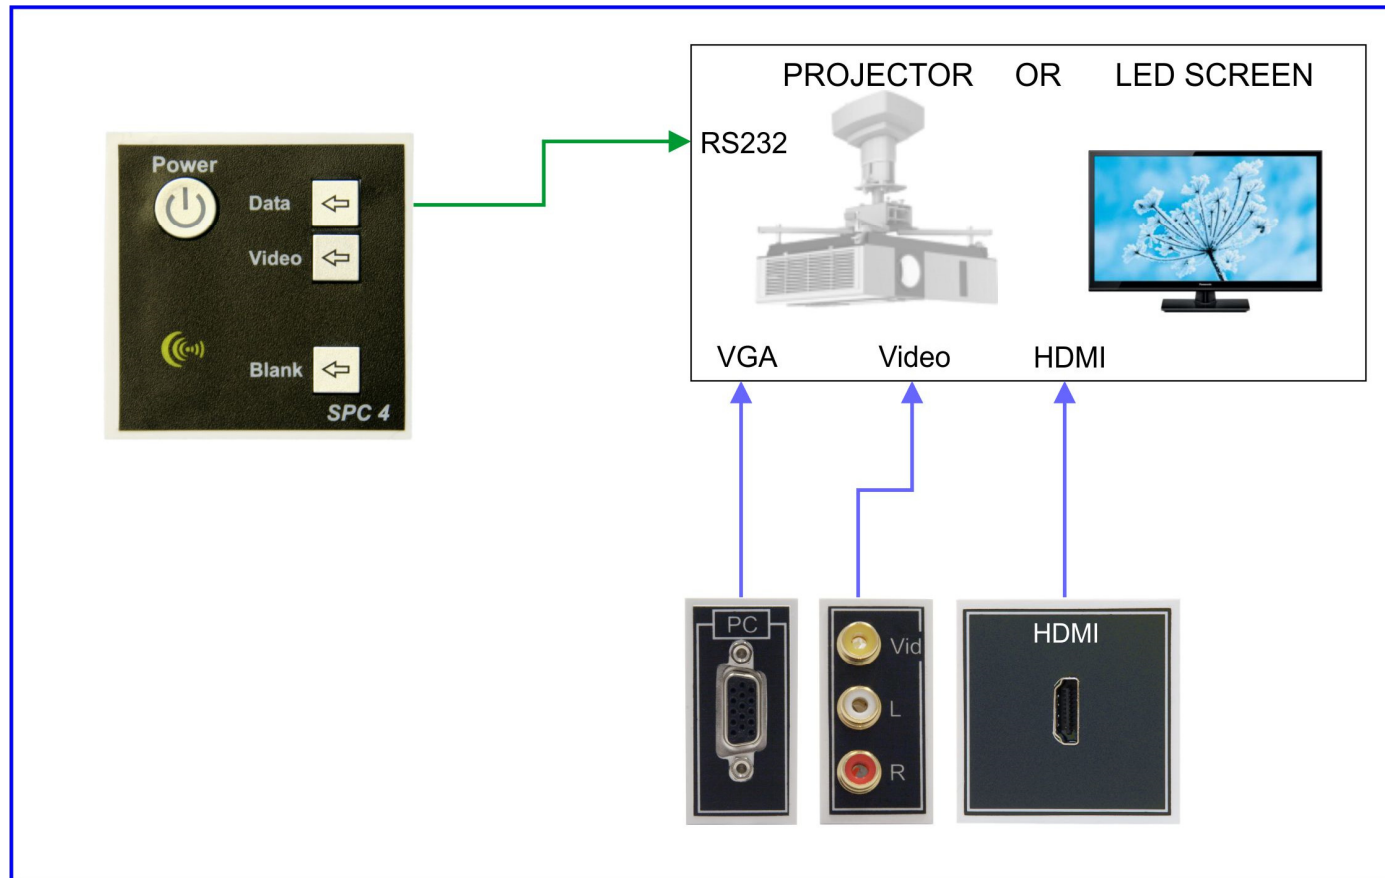 PROJECTOR OR LED SCREEN
RS232
Power
Data
Video
Blank
SPC 4
VGA Video HDMI
PC
Vid
L
R
HDMI